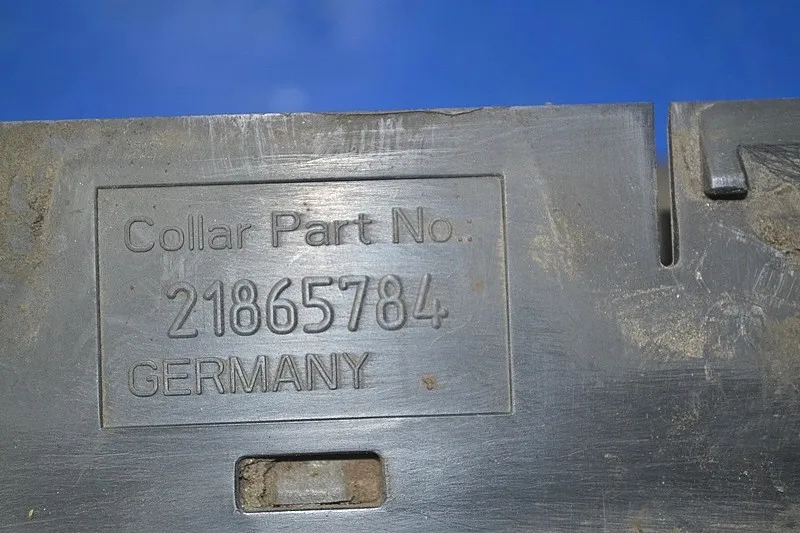 Collar Part No.:
21865784
GERMANY